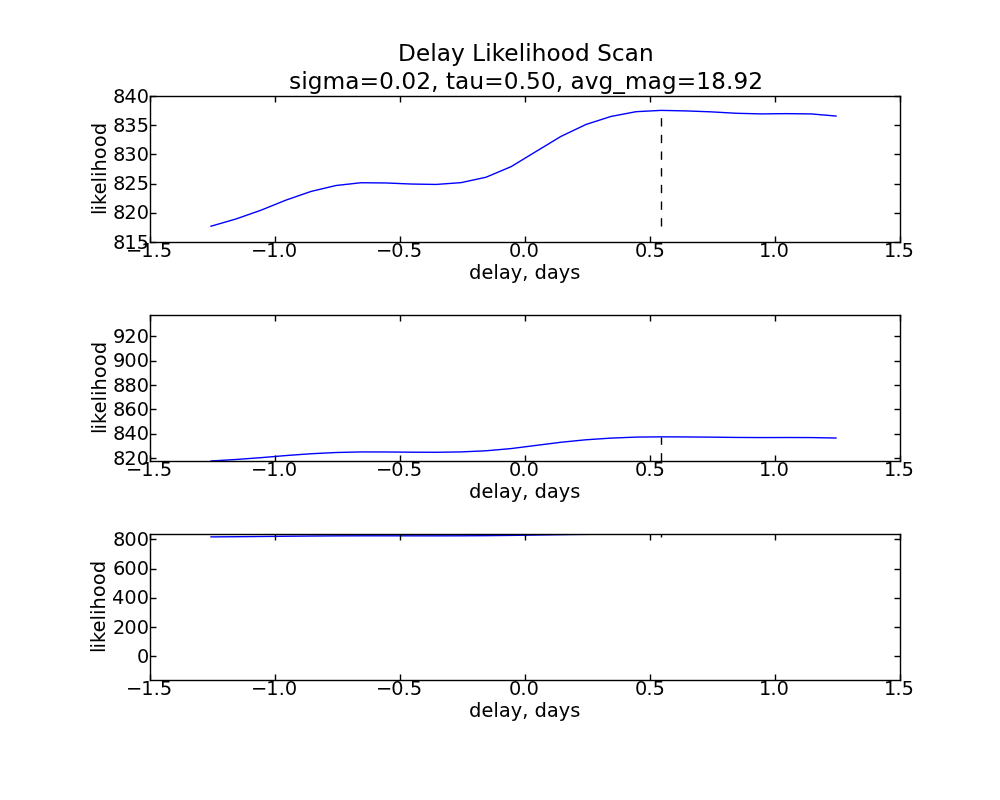 Delay Likelihood Scan
sigma=0.02, tau=0.50, avg_mag=18.92
840
835
830
825
820
815
likelihood
−1.5 −1.0 −0.5 0.0 0.5 1.0 1.5
delay, days
920
900
880
860
840
820
likelihood
−1.5 −1.0 −0.5 0.0 0.5 1.0 1.5
delay, days
800
600
400
200
0
likelihood
−1.5 −1.0 −0.5 0.0 0.5 1.0 1.5
delay, days